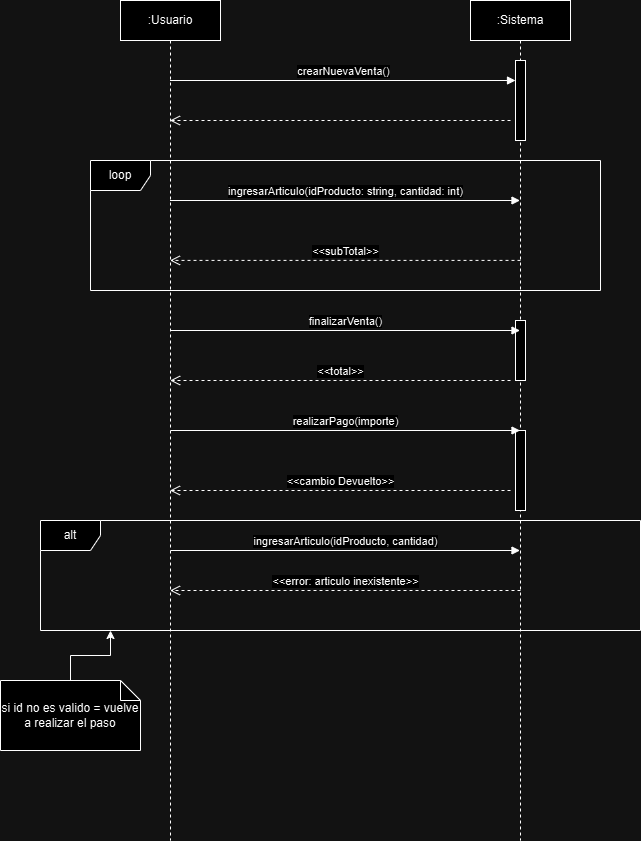 :Usuario
:Sistema
crearNuevaVenta()
loop
ingresarArticulo(idProducto: string, cantidad: int)
<<subTotal>>
finalizarVenta()
<<total>>
realizarPago(importe)
<<cambio Devuelto>>
alt
ingresarArticulo(idProducto, cantidad)
<<error: articulo inexistente>>
si id no es valido = vuelve
a realizar el paso